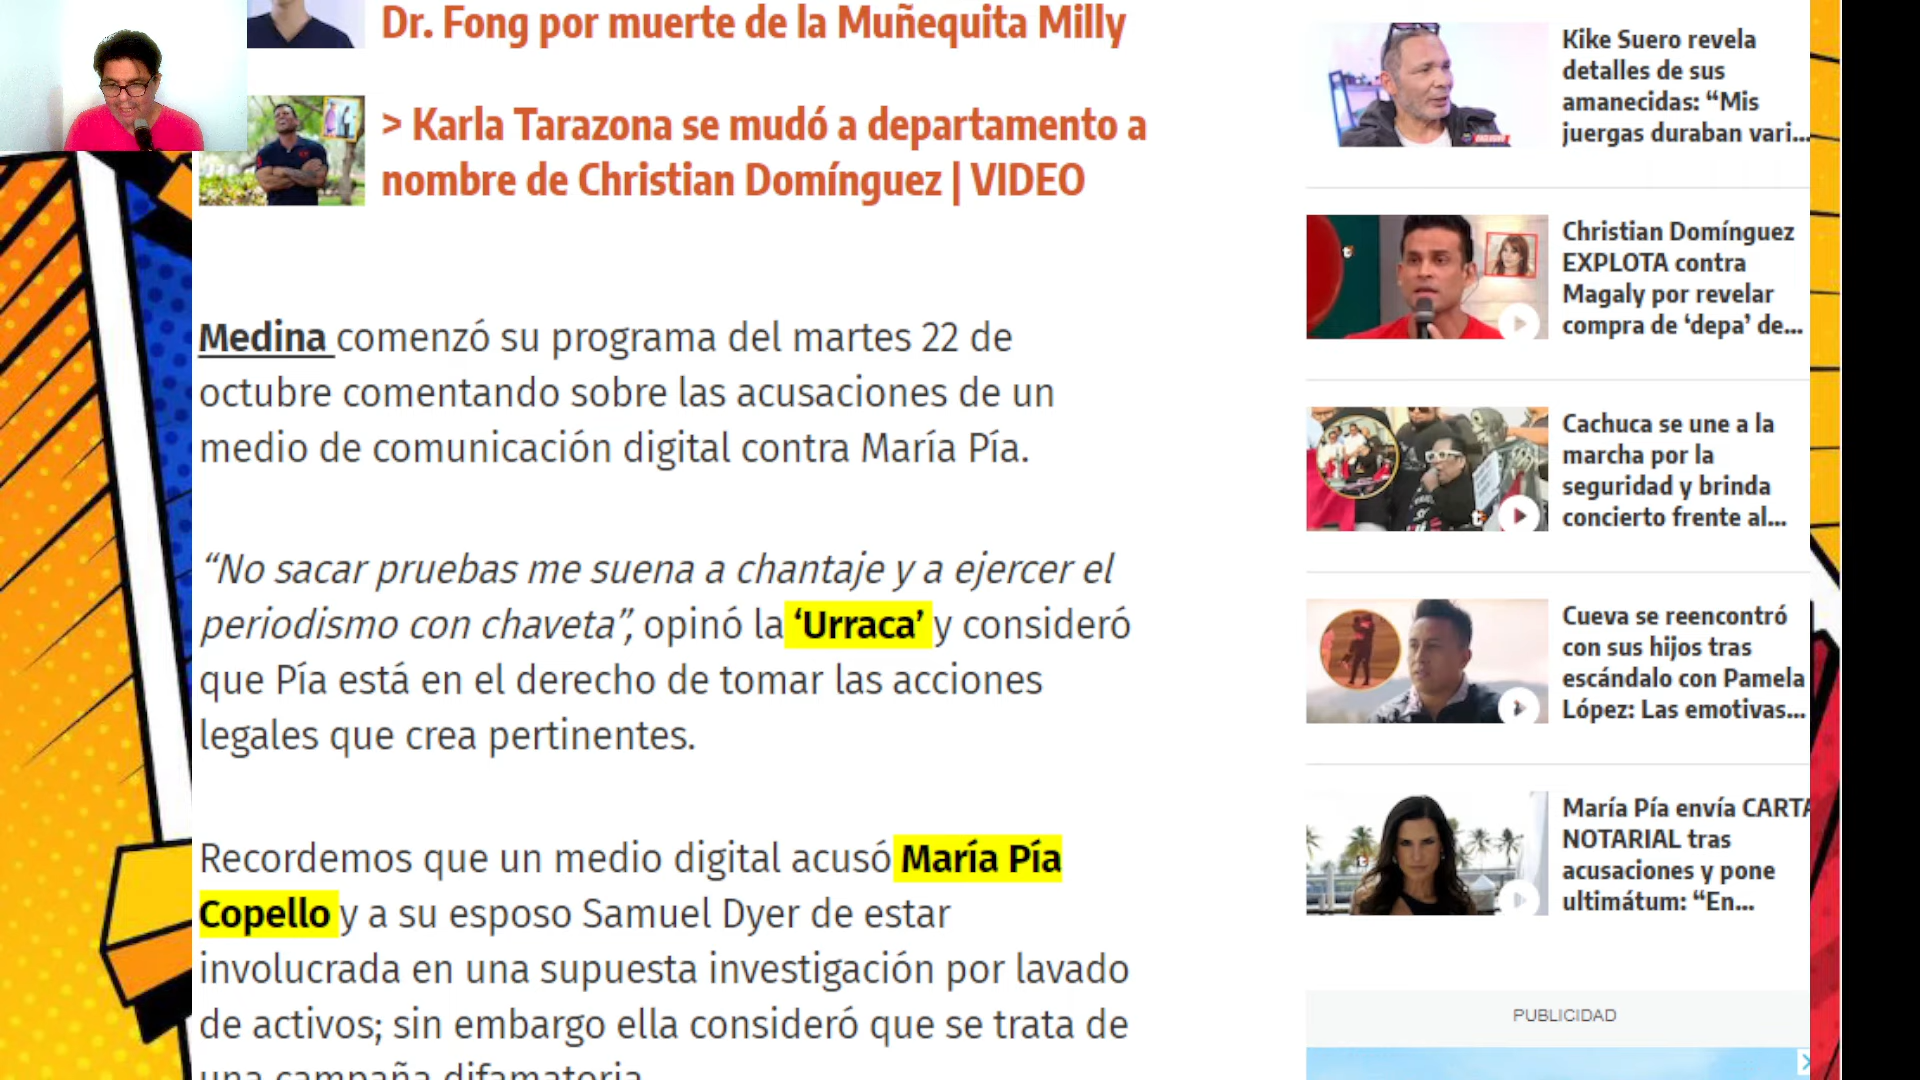 Dr. Fong por muerte de la Muñequita Milly
> Karla Tarazona se mudó a departamento a
nombre de Christian Domínguez | VIDEO
Medina comenzó su programa del martes 22 de
octubre comentando sobre las acusaciones de un
medio de comunicación digital contra María Pía.
“No sacar pruebas me suena a chantaje y a ejercer el
periodismo con chaveta”, opinó la ‘Urraca’ y consideró
que Pía está en el derecho de tomar las acciones
legales que crea pertinentes.
Recordemos que un medio digital acusó María Pía
Copello y a su esposo Samuel Dyer de estar
involucrada en una supuesta investigación por lavado
de activos; sin embargo ella consideró que se trata de
una campaña difamatoria
Kike Suero revela
detalles de sus
amanecidas: “Mis
juergas duraban vari...
Christian Domínguez
EXPLOTA contra
Magaly por revelar
compra de ‘depa’ de...
Cachuca se une a la
marcha por la
seguridad y brinda
concierto frente al...
Cueva se reencontró
con sus hijos tras
escándalo con Pamela
López: Las emotivas...
María Pía envía CARTA
NOTARIAL tras
acusaciones y pone
ultimátum: “En...
PUBLICIDAD